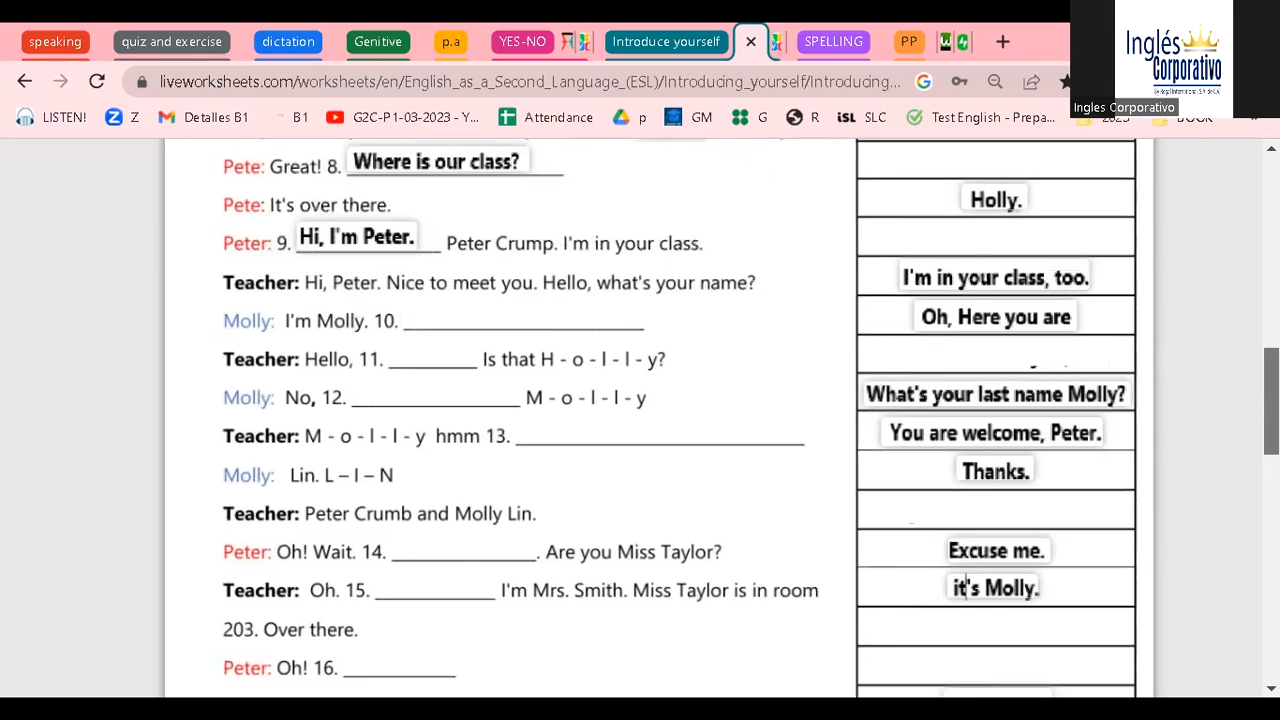 speaking
quiz and exercise
dictation
Genitive
p.a
YES-NO
Introduce yourself
SPELLING
PP
Inglés
Corporativo
Ingles Corporativo
liveworksheets.com/worksheets/en/English_as_a_Second_Language_(ESL)/Introducing_yourself/Introducing...
LISTEN!
Z
Detalles B1
B1
G2C-P1-03-2023- Y...
Attendance
p
GM
G
R
SLC
Test English - Prepa...
Pete: Great! 8. Where is our class?
Pete: It's over there.
Peter: 9. Hi, I'm Peter. Peter Crump. I'm in your class.
Teacher: Hi, Peter. Nice to meet you. Hello, what's your name?
Molly: I'm Molly. 10. ____
Teacher: Hello, 11. ____ Is that H - o - l - l - y?
Molly: No, 12. ____ M - o - l - l - y
Teacher: M - o - l - l - y hmm 13. ____
Molly: Lin. L – I – N
Teacher: Peter Crumb and Molly Lin.
Peter: Oh! Wait. 14. ____. Are you Miss Taylor?
Teacher: Oh. 15. ____ I'm Mrs. Smith. Miss Taylor is in room
203. Over there.
Peter: Oh! 16. ____
Holly.
I'm in your class, too.
Oh, Here you are
What's your last name Molly?
You are welcome, Peter.
Thanks.
Excuse me.
it's Molly.